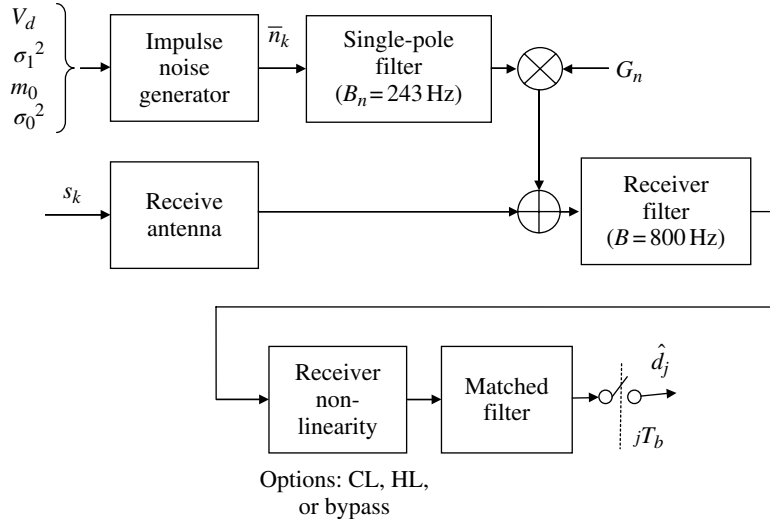 V_d
σ_1^2
m_0
σ_0^2
Impulse
noise
generator
n̅_k
Single-pole
filter
(B_n = 243 Hz)
G_n
s_k
Receive
antenna
Receiver
filter
(B = 800 Hz)
Receiver
non-
linearity
Options: CL, HL,
or bypass
Matched
filter
d̂_j
jT_b